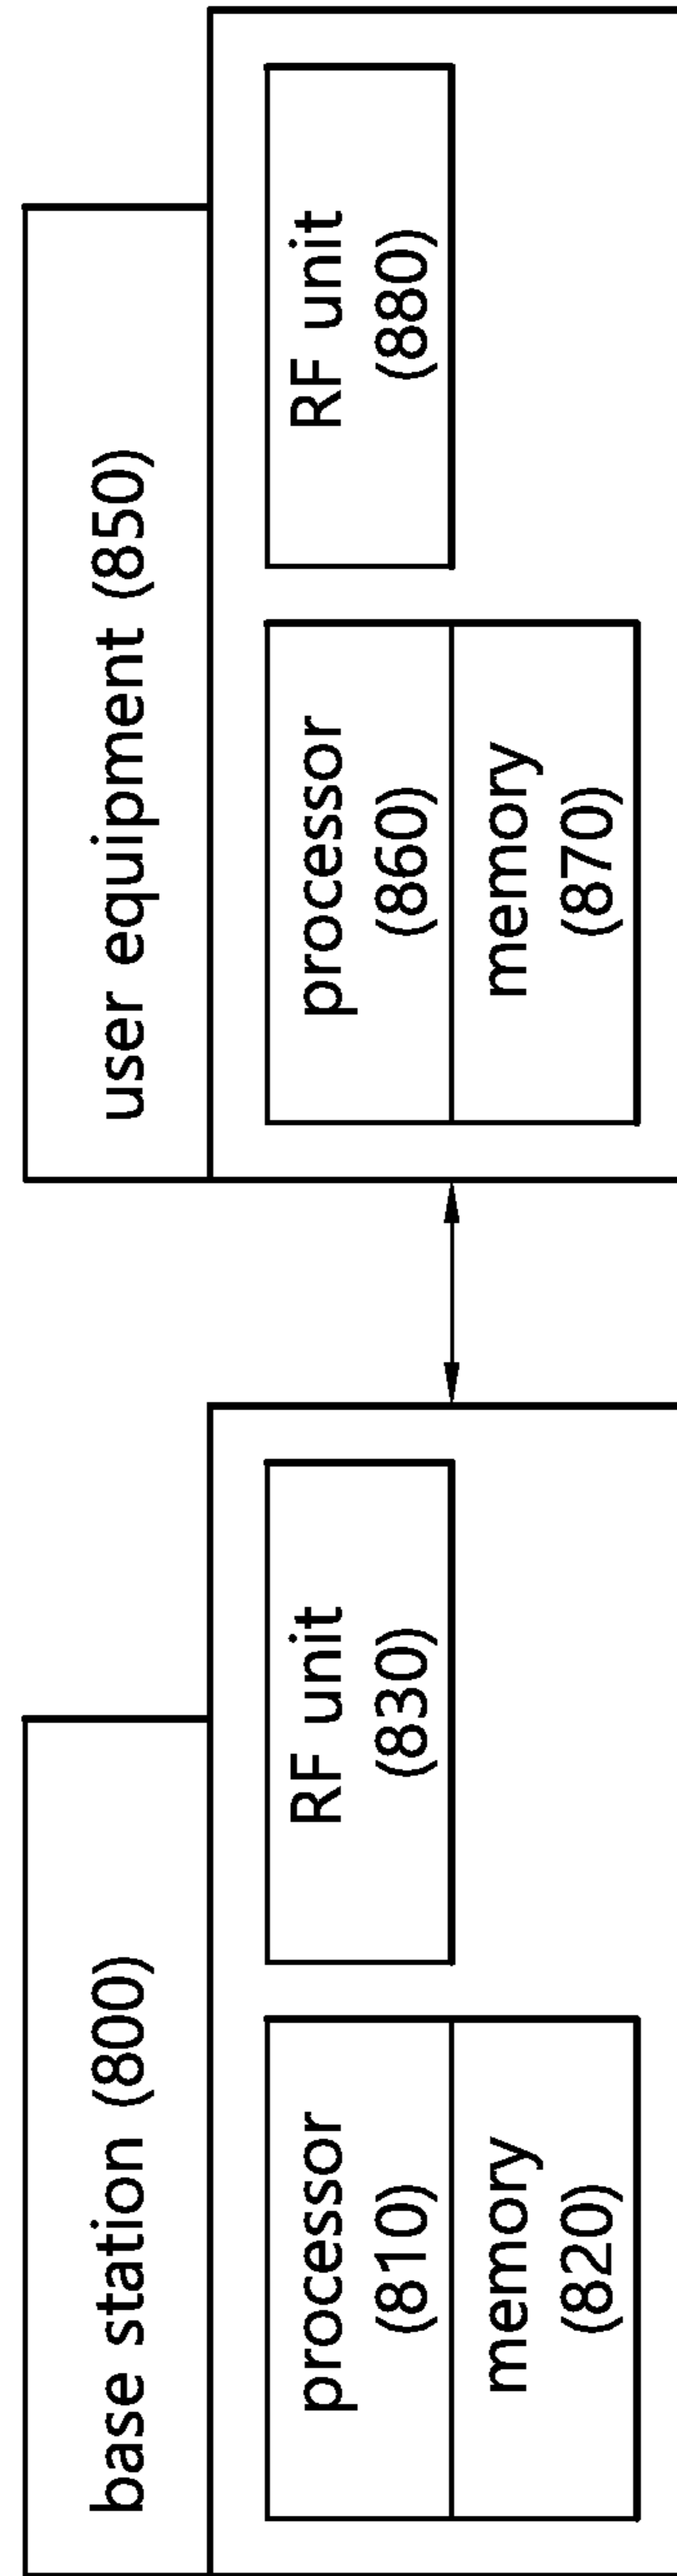 base station (800)
processor
(810)
memory
(820)
RF unit
(830)
user equipment (850)
processor
(860)
memory
(870)
RF unit
(880)